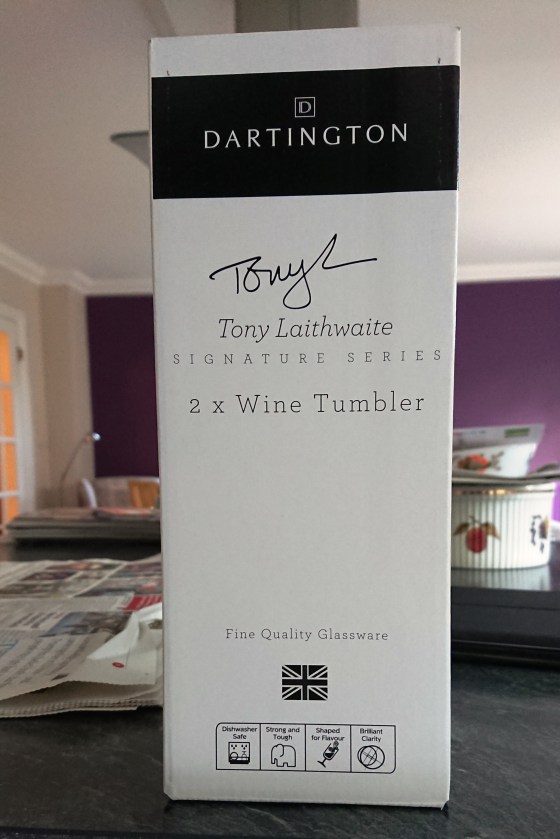 D
DARTINGTON
Tony L
Tony Laithwaite
SIGNATURE SERIES
2 x Wine Tumbler
Fine Quality Glassware
Dishwasher
Safe
Strong and
Tough
Shaped
for Flavour
Brilliant
Clarity